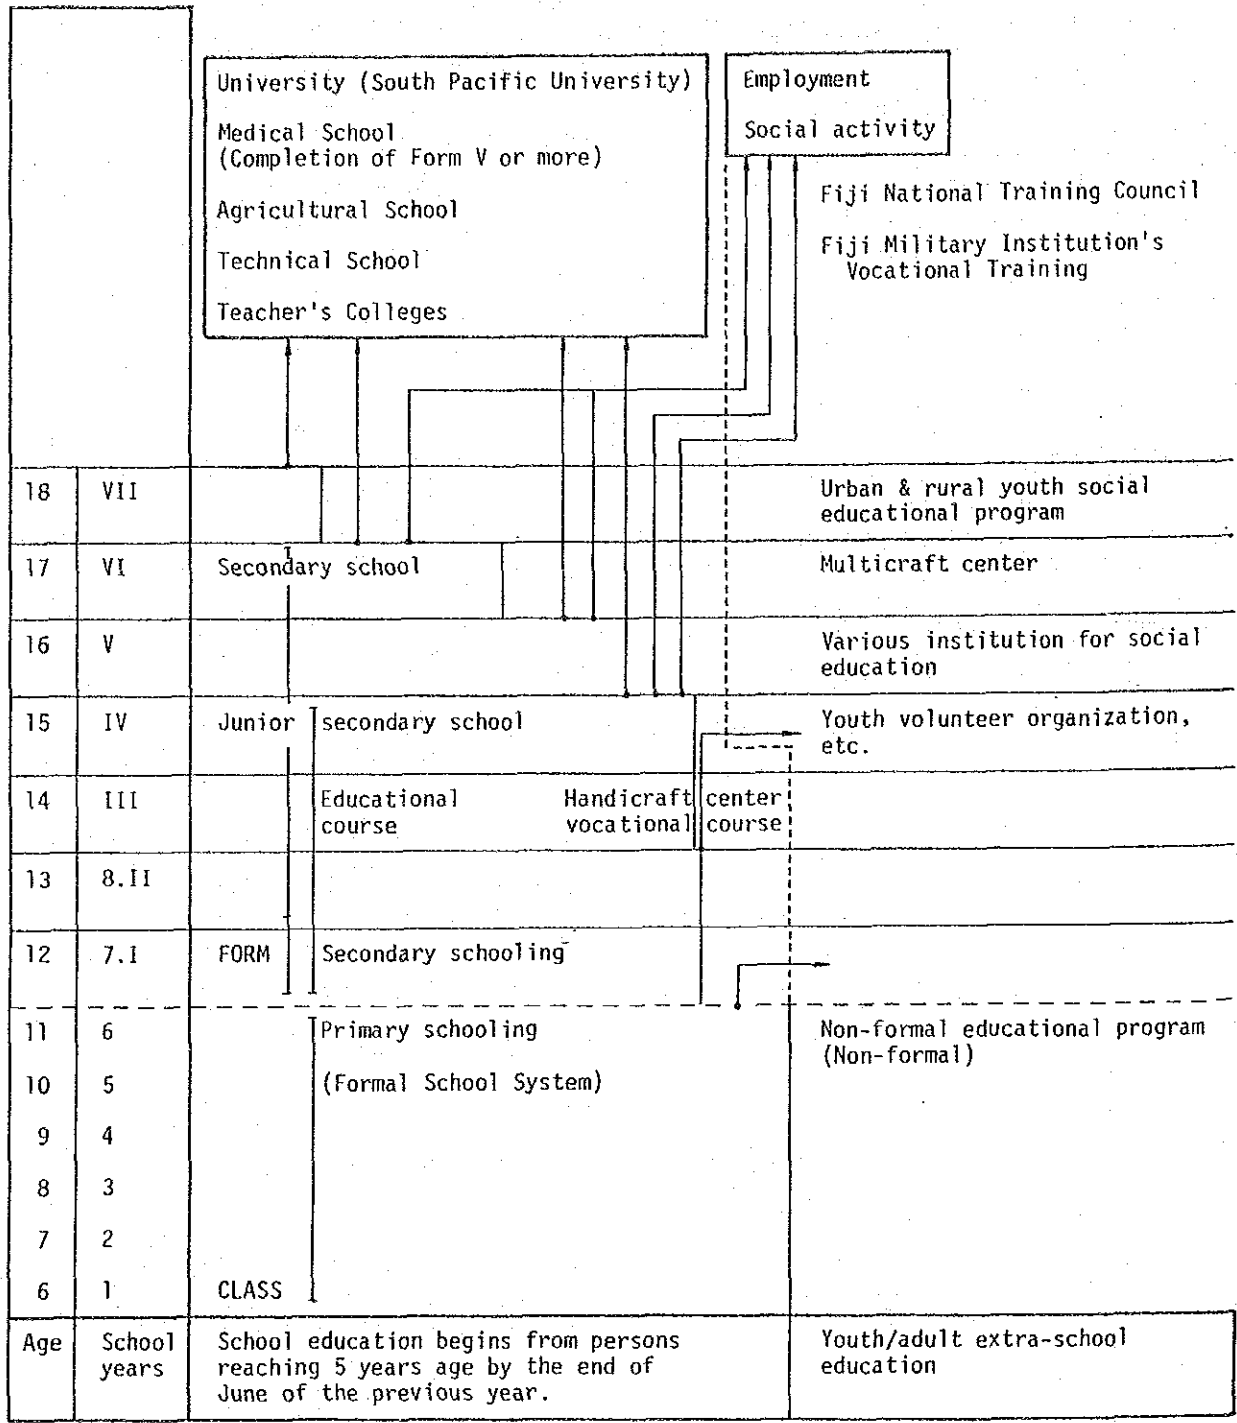 University (South Pacific University)
Medical School
(Completion of Form V or more)
Agricultural School
Technical School
Teacher's Colleges
Employment
Social activity
Fiji National Training Council
Fiji Military Institution's
Vocational Training
18 VII Urban & rural youth social
educational program
17 VI Secondary school Multicraft center
16 V Various institution for social
education
15 IV Junior secondary school Youth volunteer organization,
etc.
14 III Educational Handicraft center
course vocational course
13 8.II
12 7.I FORM Secondary schooling
11 6 Primary schooling Non-formal educational program
(Non-formal)
10 5 (Formal School System)
9 4
8 3
7 2
6 1 CLASS
Age School years
School education begins from persons
reaching 5 years age by the end of
June of the previous year.
Youth/adult extra-school
education